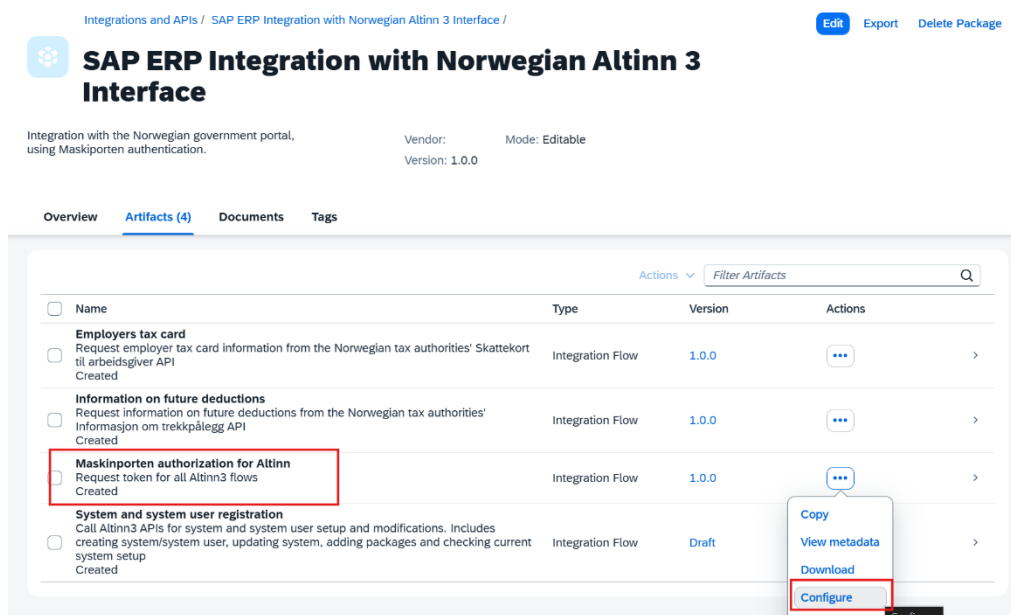 Integrations and APIs / SAP ERP Integration with Norwegian Altinn 3 Interface /
Edit Export Delete Package
SAP ERP Integration with Norwegian Altinn 3
Interface
Integration with the Norwegian government portal,
using Maskiporten authentication.
Vendor: Mode: Editable
Version: 1.0.0
Overview Artifacts (4) Documents Tags
Actions Filter Artifacts
Name Type Version Actions
Employers tax card
Request employer tax card information from the Norwegian tax authorities' Skattekort
til arbeidsgiver API
Created
Integration Flow 1.0.0
Information on future deductions
Request information on future deductions from the Norwegian tax authorities'
Informasjon om trekkpålegg API
Created
Integration Flow 1.0.0
Maskinporten authorization for Altinn
Request token for all Altinn3 flows
Created
Integration Flow 1.0.0
System and system user registration
Call Altinn3 APIs for system and system user setup and modifications. Includes
creating system/system user, updating system, adding packages and checking current
system setup
Created
Integration Flow Draft
Copy
View metadata
Download
Configure